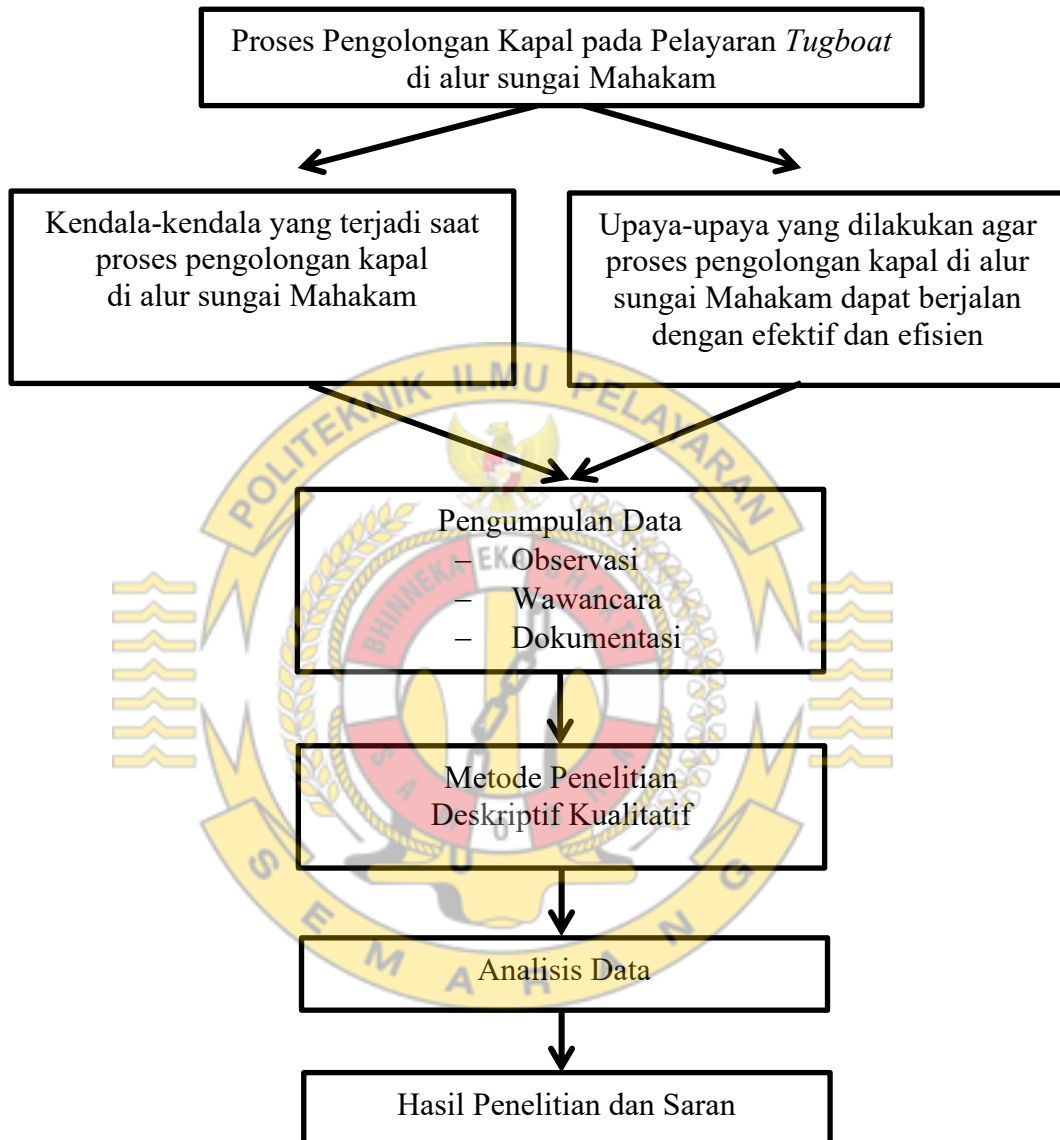 Proses Pengolongan Kapal pada Pelayaran Tugboat
di alur sungai Mahakam
Kendala-kendala yang terjadi saat
proses pengolongan kapal
di alur sungai Mahakam
Upaya-upaya yang dilakukan agar
proses pengolongan kapal di alur
sungai Mahakam dapat berjalan
dengan efektif dan efisien
POLITEKNIK ILMU PELAYARAN
Pengumpulan Data
– Observasi
– Wawancara
– Dokumentasi
BHINNEKA EKA BHAKTI
Metode Penelitian
Deskriptif Kualitatif
Analisis Data
SEMARANG
Hasil Penelitian dan Saran